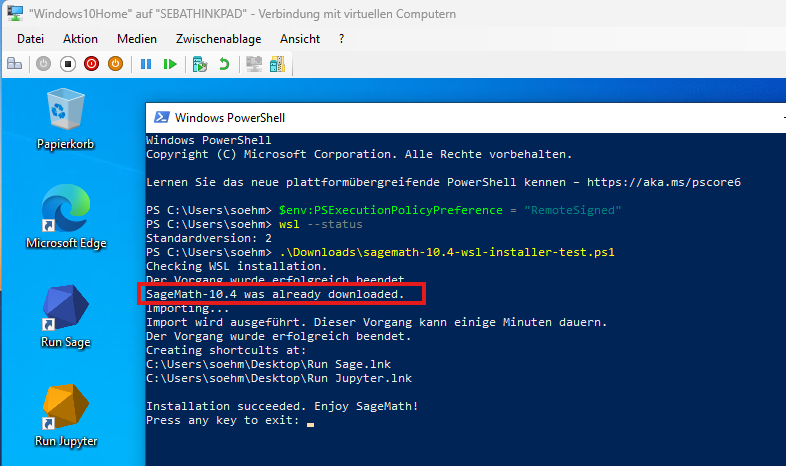 "Windows10Home" auf "SEBATHINKPAD" - Verbindung mit virtuellen Computern
Datei Aktion Medien Zwischenablage Ansicht ?
Papierkorb
Microsoft Edge
Run Sage
Run Jupyter
Windows PowerShell
Windows PowerShell
Copyright (C) Microsoft Corporation. Alle Rechte vorbehalten.
Lernen Sie das neue plattformübergreifende PowerShell kennen – https://aka.ms/pscore6
PS C:\Users\soehm> $env:PSExecutionPolicyPreference = "RemoteSigned"
PS C:\Users\soehm> wsl --status
Standardversion: 2
PS C:\Users\soehm> .\Downloads\sagemath-10.4-wsl-installer-test.ps1
Checking WSL installation.
Der Vorgang wurde erfolgreich beendet.
SageMath-10.4 was already downloaded.
Importing...
Import wird ausgeführt. Dieser Vorgang kann einige Minuten dauern.
Der Vorgang wurde erfolgreich beendet.
Creating shortcults at:
C:\Users\soehm\Desktop\Run Sage.lnk
C:\Users\soehm\Desktop\Run Jupyter.lnk
Installation succeeded. Enjoy SageMath!
Press any key to exit: